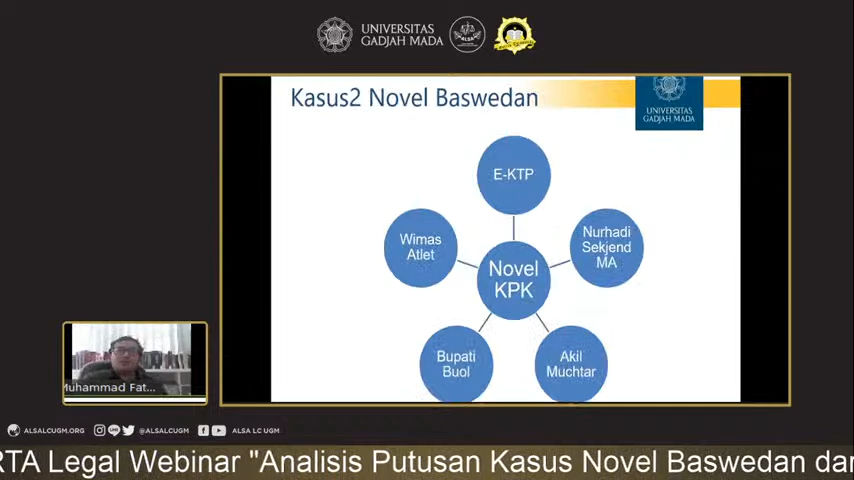 UNIVERSITAS
GADJAH MADA
ALSA
Kasus2 Novel Baswedan
UNIVERSITAS
GADJAH MADA
E-KTP
Wimas
Atlet
Nurhadi
Sekjend
MA
Novel
KPK
Bupati
Buol
Akil
Muchtar
Muhammad Fat...
ALSALCUGM.ORG
@ALSALCUGM
ALSA LC UGM
RTA Legal Webinar "Analisis Putusan Kasus Novel Baswedan dan